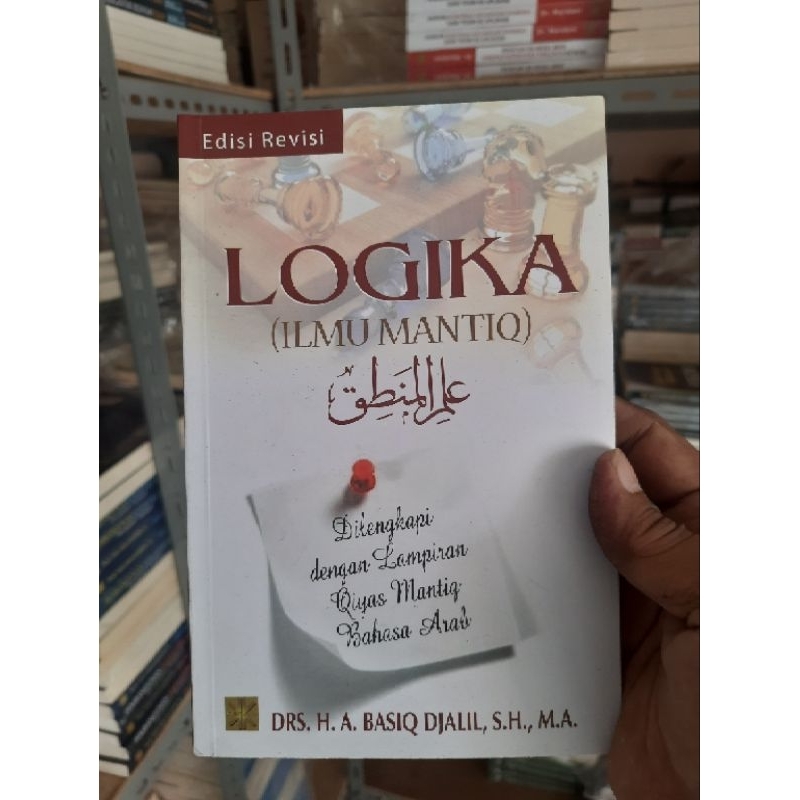 Edisi Revisi
LOGIKA
(ILMU MANTIQ)
علم المنطق
Dilengkapi
dengan Lampiran
Qiyas Mantiq
Bahasa Arab
DRS. H. A. BASIQ DJALIL, S.H., M.A.